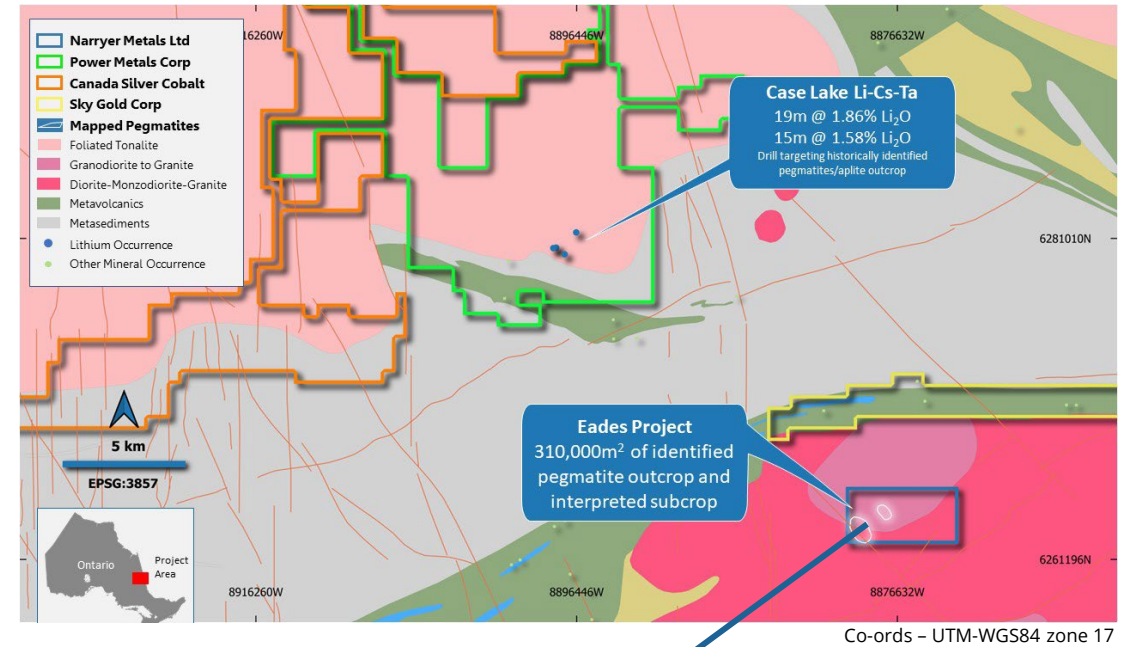 Narryer Metals Ltd
Power Metals Corp
Canada Silver Cobalt
Sky Gold Corp
Mapped Pegmatites
Foliated Tonalite
Granodiorite to Granite
Diorite-Monzodiorite-Granite
Metavolcanics
Metasediments
Lithium Occurrence
Other Mineral Occurrence
16260W
8896446W
8876632W
Case Lake Li-Cs-Ta
19m @ 1.86% Li₂O
15m @ 1.58% Li₂O
Drill targeting historically identified
pegmatites/aplite outcrop
6281010N
5 km
EPSG:3857
Eades Project
310,000m² of identified
pegmatite outcrop and
interpreted subcrop
Ontario
Project
Area
6261196N
8916260W
8896446W
8876632W
Co-ords – UTM-WGS84 zone 17